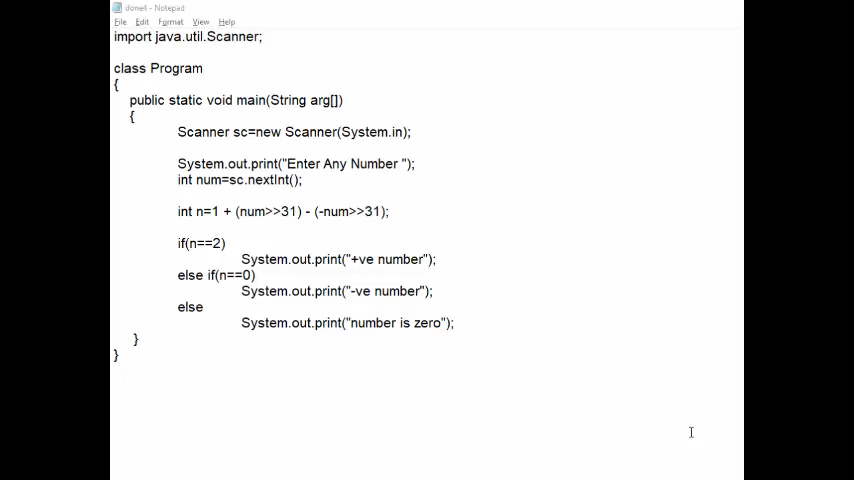 done4 - Notepad
File Edit Format View Help
import java.util.Scanner;
class Program
{
public static void main(String arg[])
{
Scanner sc=new Scanner(System.in);
System.out.print("Enter Any Number ");
int num=sc.nextInt();
int n=1 + (num>>31) - (-num>>31);
if(n==2)
System.out.print("+ve number");
else if(n==0)
System.out.print("-ve number");
else
System.out.print("number is zero");
}
}